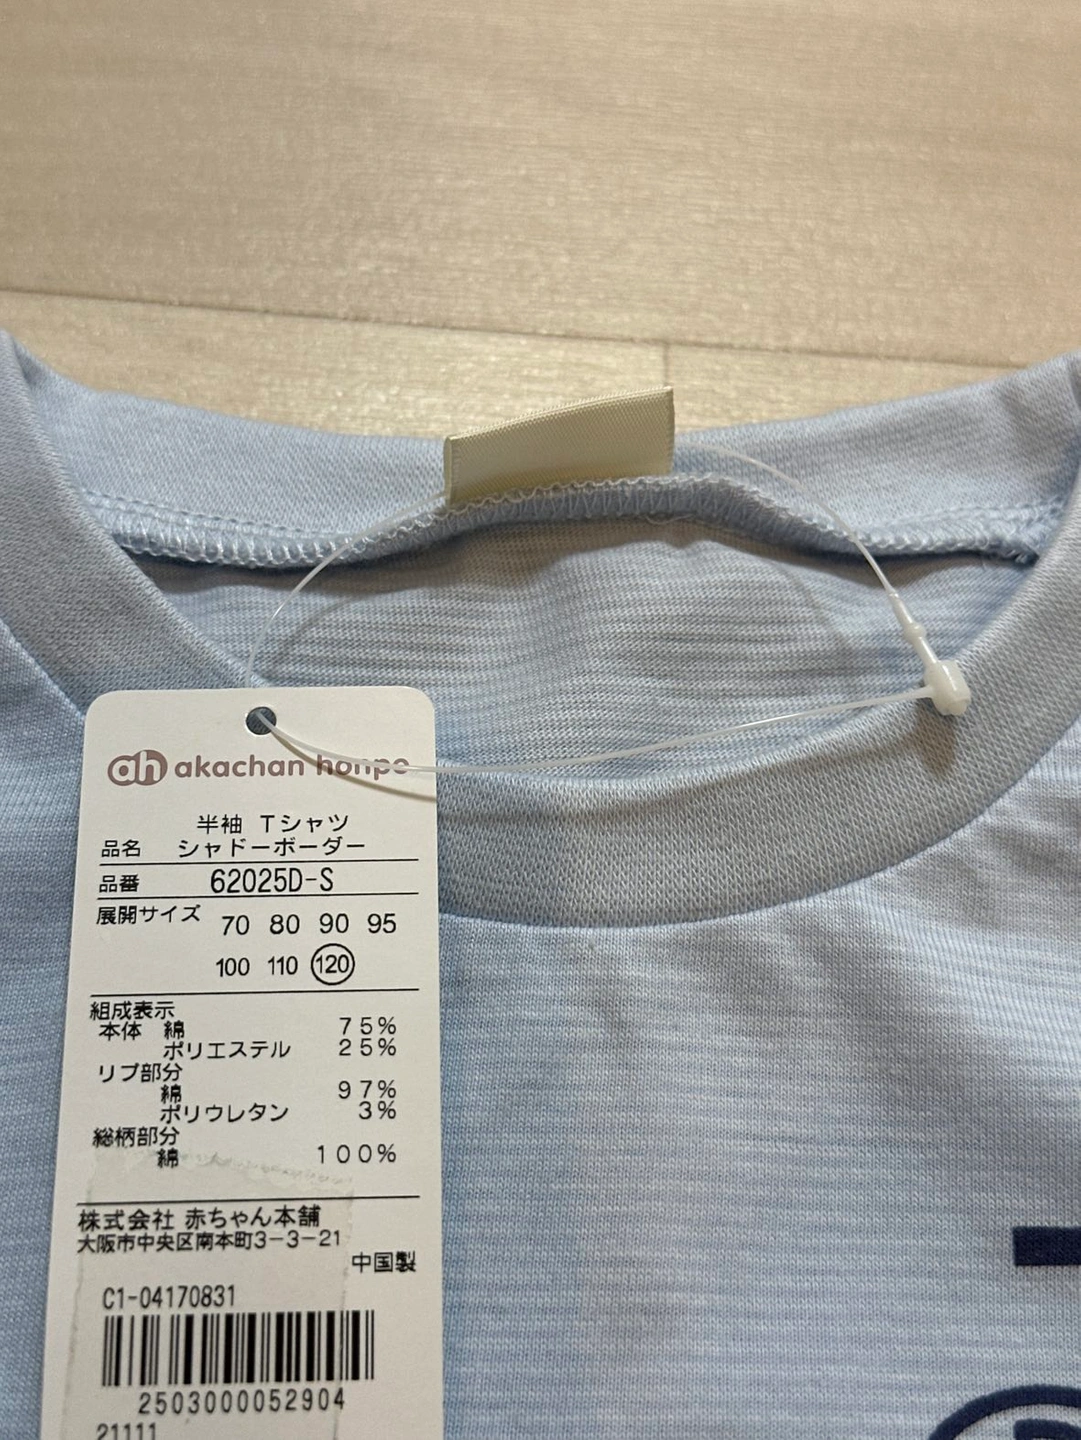 ah akachan honpo
半袖 Tシャツ
品名 シャドーボーダー
品番 62025D-S
展開サイズ 70 80 90 95
100 110 120
組成表示
本体 綿 75%
ポリエステル 25%
リブ部分
綿 97%
ポリウレタン 3%
総柄部分
綿 100%
株式会社 赤ちゃん本舗
大阪市中央区南本町3-3-21
中国製
C1-04170831
2503000052904
21111